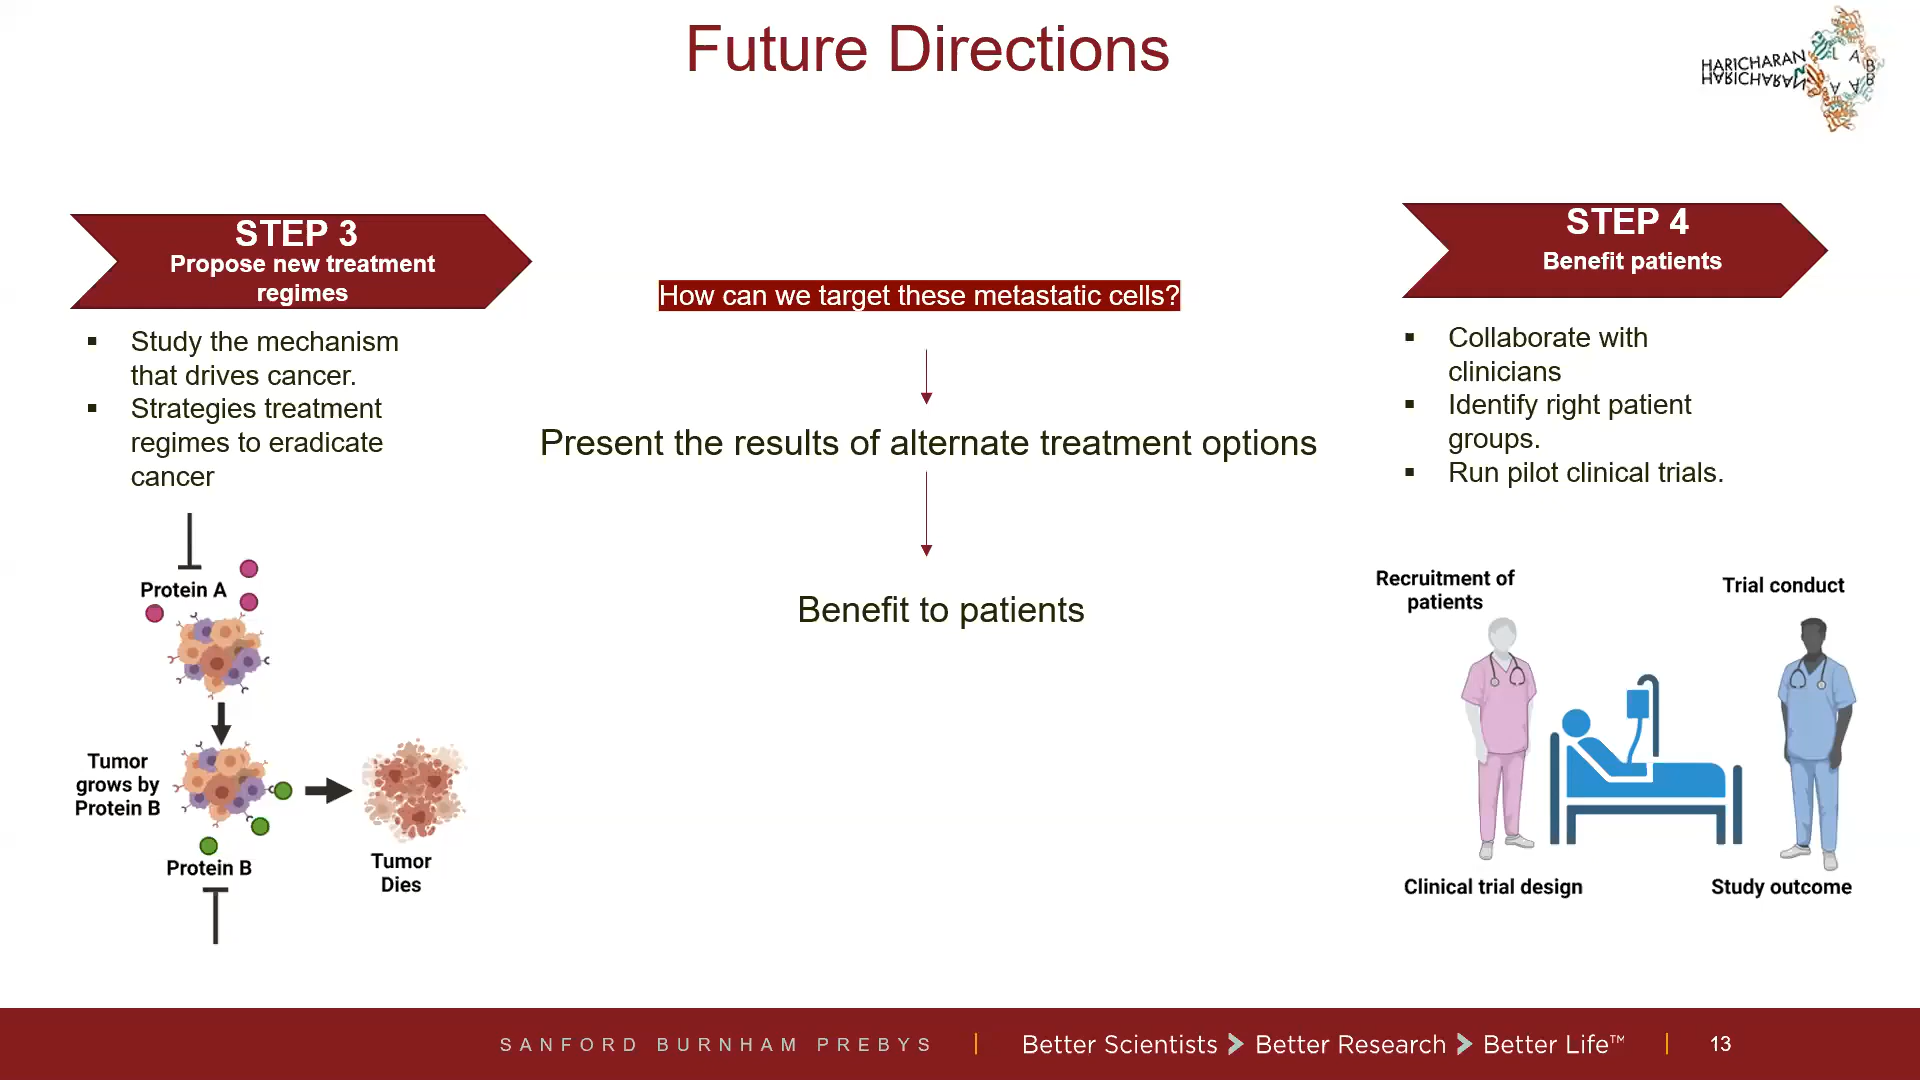 Future Directions
HARICHARAN
LAB
STEP 3
Propose new treatment
regimes
▪ Study the mechanism
that drives cancer.
▪ Strategies treatment
regimes to eradicate
cancer
Protein A
Tumor
grows by
Protein B
Protein B
Tumor
Dies
How can we target these metastatic cells?
Present the results of alternate treatment options
Benefit to patients
STEP 4
Benefit patients
▪ Collaborate with
clinicians
▪ Identify right patient
groups.
▪ Run pilot clinical trials.
Recruitment of
patients
Trial conduct
Clinical trial design
Study outcome
SANFORD BURNHAM PREBYS | Better Scientists > Better Research > Better Life™ | 13